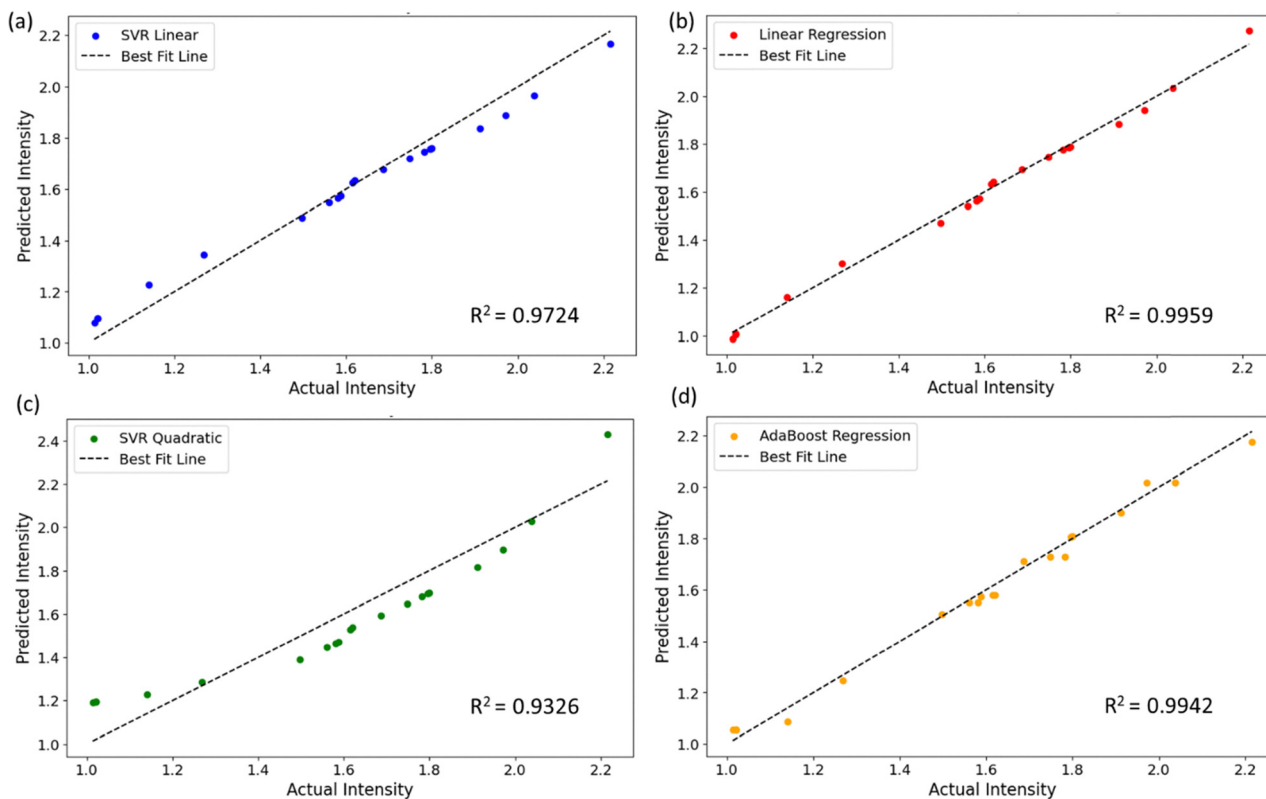 (a)
SVR Linear
Best Fit Line
2.2
2.0
1.8
1.6
1.4
1.2
1.0
Predicted Intensity
R² = 0.9724
1.0 1.2 1.4 1.6 1.8 2.0 2.2
Actual Intensity
(b)
Linear Regression
Best Fit Line
2.2
2.0
1.8
1.6
1.4
1.2
1.0
Predicted Intensity
R² = 0.9959
1.0 1.2 1.4 1.6 1.8 2.0 2.2
Actual Intensity
(c)
SVR Quadratic
Best Fit Line
2.4
2.2
2.0
1.8
1.6
1.4
1.2
1.0
Predicted Intensity
R² = 0.9326
1.0 1.2 1.4 1.6 1.8 2.0 2.2
Actual Intensity
(d)
AdaBoost Regression
Best Fit Line
2.2
2.0
1.8
1.6
1.4
1.2
1.0
Predicted Intensity
R² = 0.9942
1.0 1.2 1.4 1.6 1.8 2.0 2.2
Actual Intensity